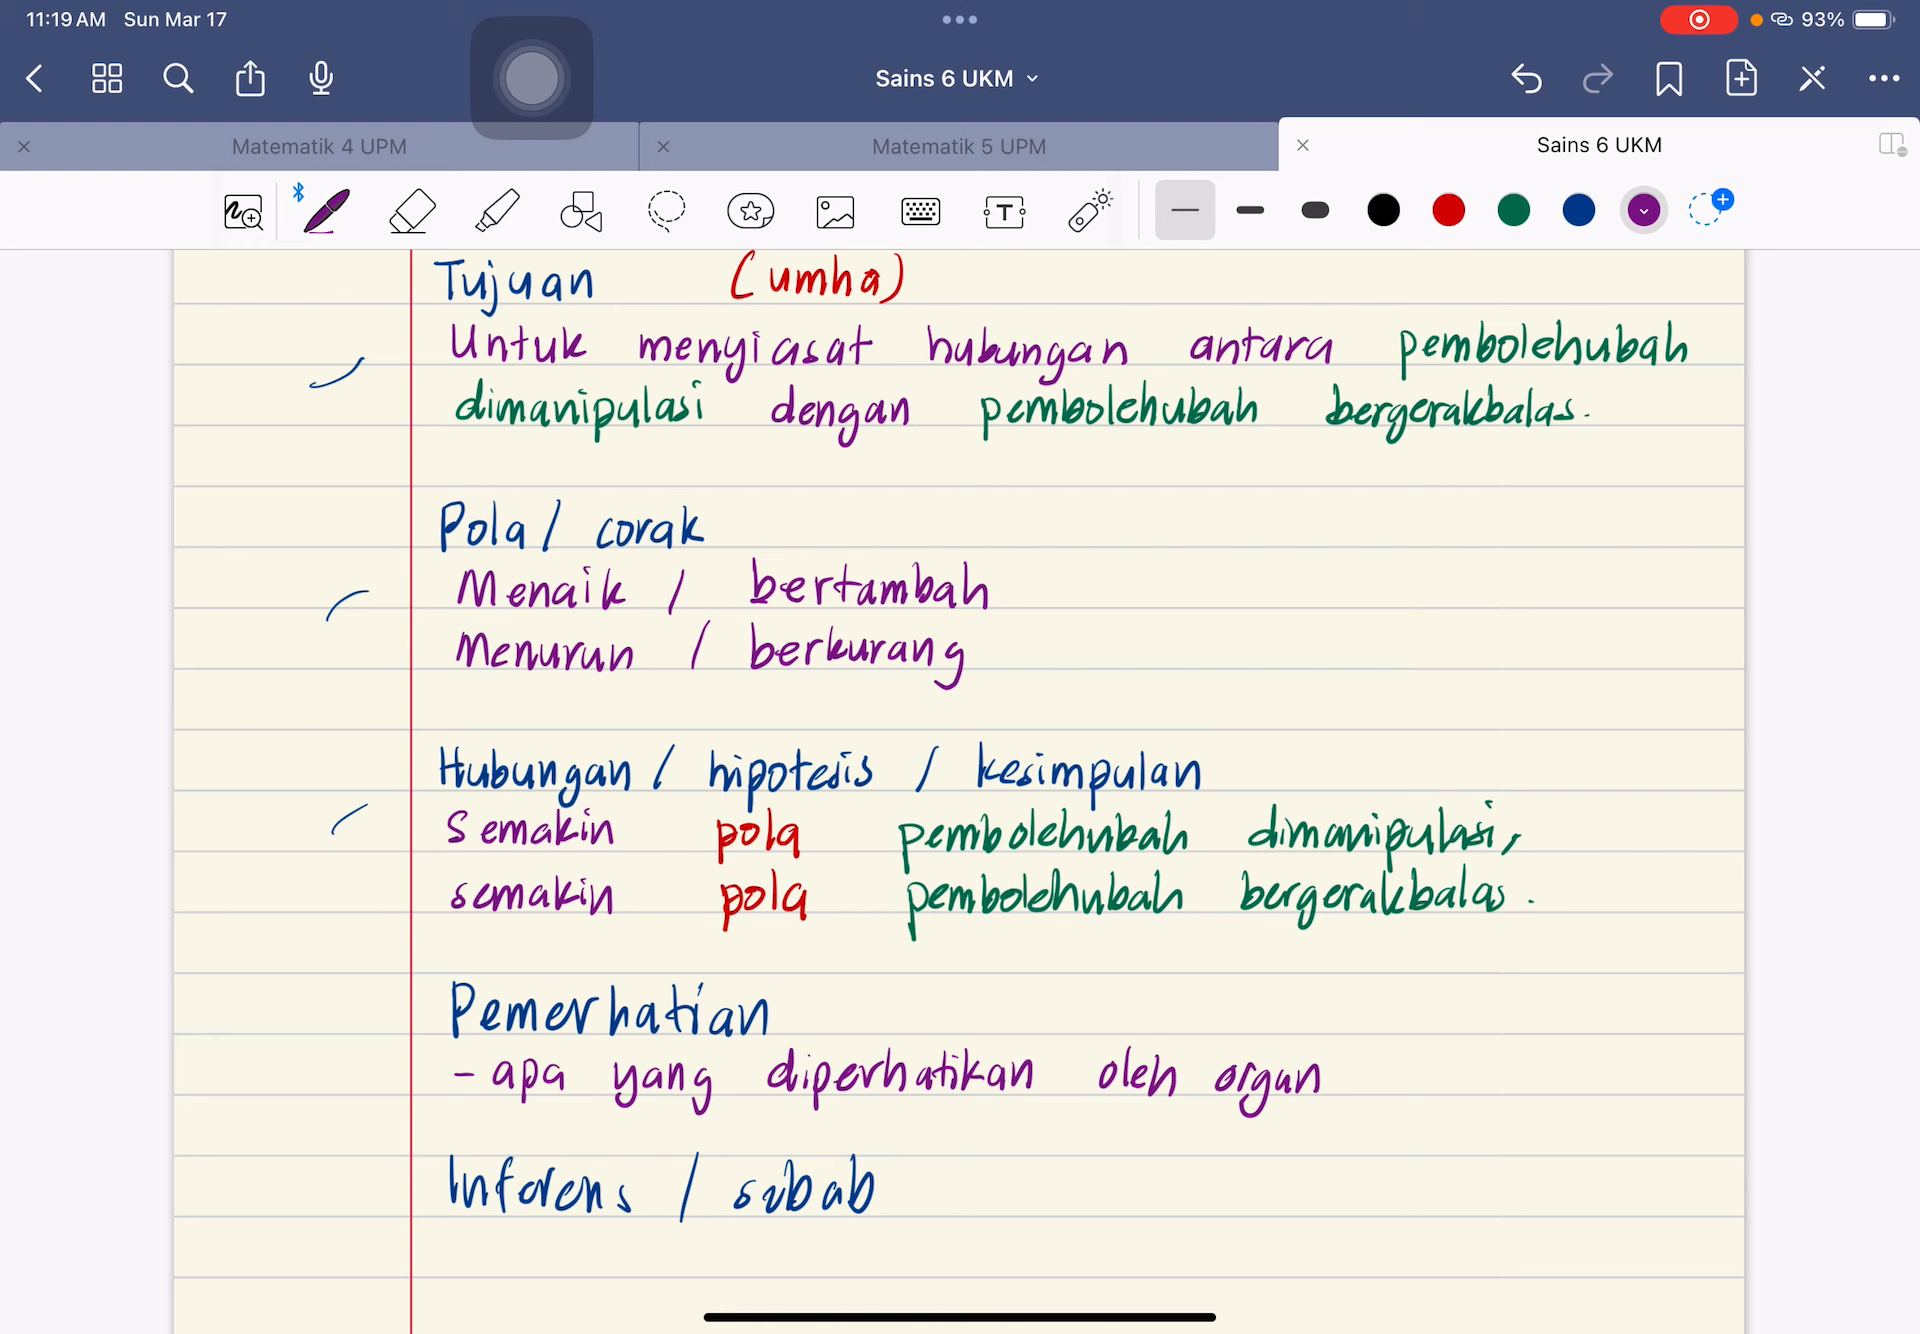 11:19 AM Sun Mar 17
93%
Sains 6 UKM
Matematik 4 UPM
Matematik 5 UPM
Sains 6 UKM
Tujuan (umha)
Untuk menyiasat hubungan antara pembolehubah
dimanipulasi dengan pembolehubah bergerakbalas.
Pola / corak
Menaik / bertambah
Menurun / berkurang
Hubungan / hipotesis / kesimpulan
Semakin pola pembolehubah dimanipulasi,
semakin pola pembolehubah bergerakbalas.
Pemerhatian
- apa yang diperhatikan oleh organ
Inferens / sebab